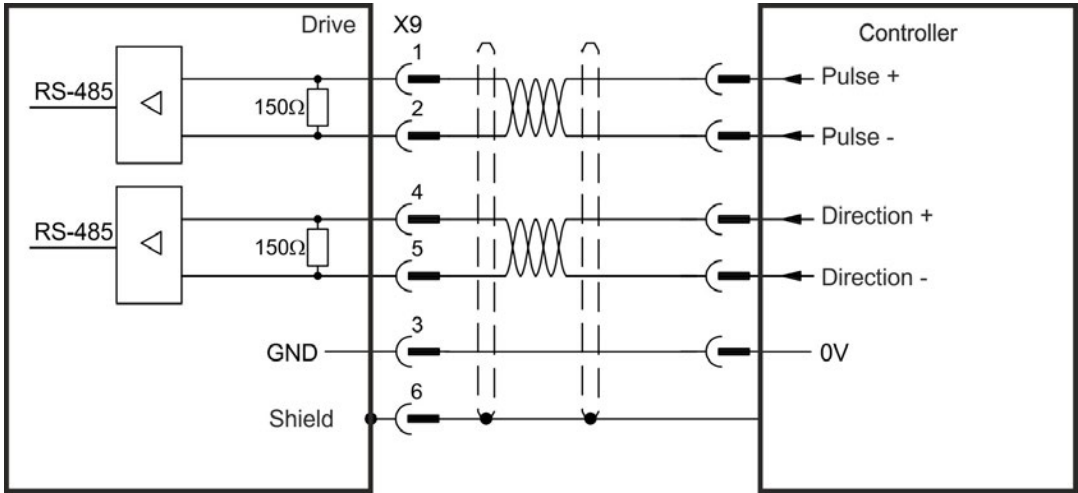 Drive X9 Controller
1
RS-485 150Ω Pulse +
2
Pulse -
4
RS-485 150Ω Direction +
5
Direction -
3
GND 0V
6
Shield